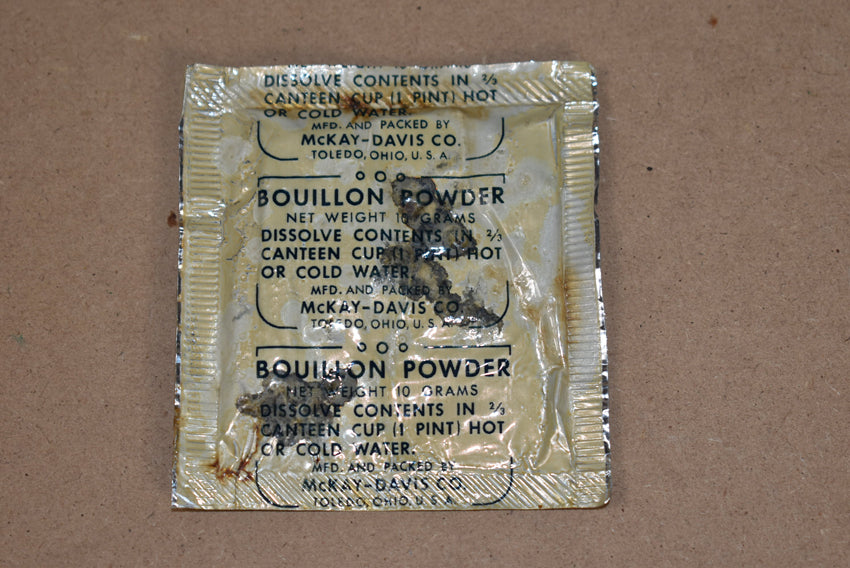 DISSOLVE CONTENTS IN 2/3
CANTEEN CUP (1 PINT) HOT
OR COLD WATER.
MFD. AND PACKED BY
McKAY-DAVIS CO.
TOLEDO, OHIO, U. S. A.
BOUILLON POWDER
NET WEIGHT 10 GRAMS
DISSOLVE CONTENTS IN 2/3
CANTEEN CUP (1 PINT) HOT
OR COLD WATER.
MFD. AND PACKED BY
McKAY-DAVIS CO.
TOLEDO, OHIO, U. S. A.
BOUILLON POWDER
NET WEIGHT 10 GRAMS
DISSOLVE CONTENTS IN 2/3
CANTEEN CUP (1 PINT) HOT
OR COLD WATER.
MFD. AND PACKED BY
McKAY-DAVIS CO.
TOLEDO, OHIO, U. S. A.